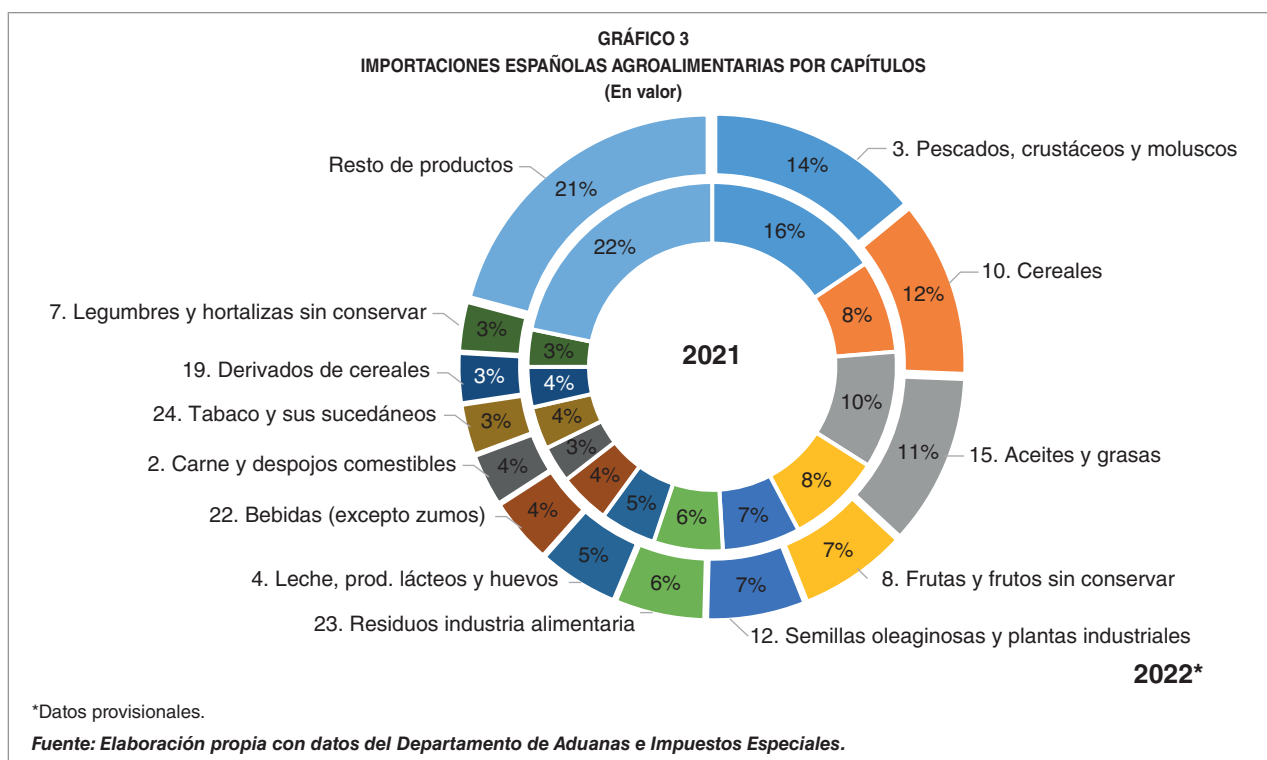 GRÁFICO 3
IMPORTACIONES ESPAÑOLAS AGROALIMENTARIAS POR CAPÍTULOS
(En valor)
Resto de productos
21%
14%
3. Pescados, crustáceos y moluscos
22%
16%
10. Cereales
12%
8%
7. Legumbres y hortalizas sin conservar
3%
3%
2021
19. Derivados de cereales
3%
4%
10%
24. Tabaco y sus sucedáneos
3%
4%
11%
15. Aceites y grasas
2. Carne y despojos comestibles
4%
3%
8%
22. Bebidas (excepto zumos)
4%
4%
5%
6%
7%
7%
4. Leche, prod. lácteos y huevos
5%
6%
7%
8. Frutas y frutos sin conservar
23. Residuos industria alimentaria
12. Semillas oleaginosas y plantas industriales
2022*
*Datos provisionales.
Fuente: Elaboración propia con datos del Departamento de Aduanas e Impuestos Especiales.